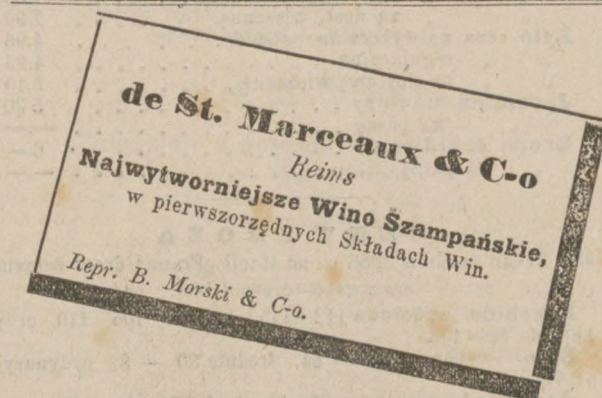 de St. Marceaux & C-o
Reims
Najwytworniejsze Wino Szampańskie,
w pierwszorzędnych Składach Win.
Repr. B. Morski & C-o.